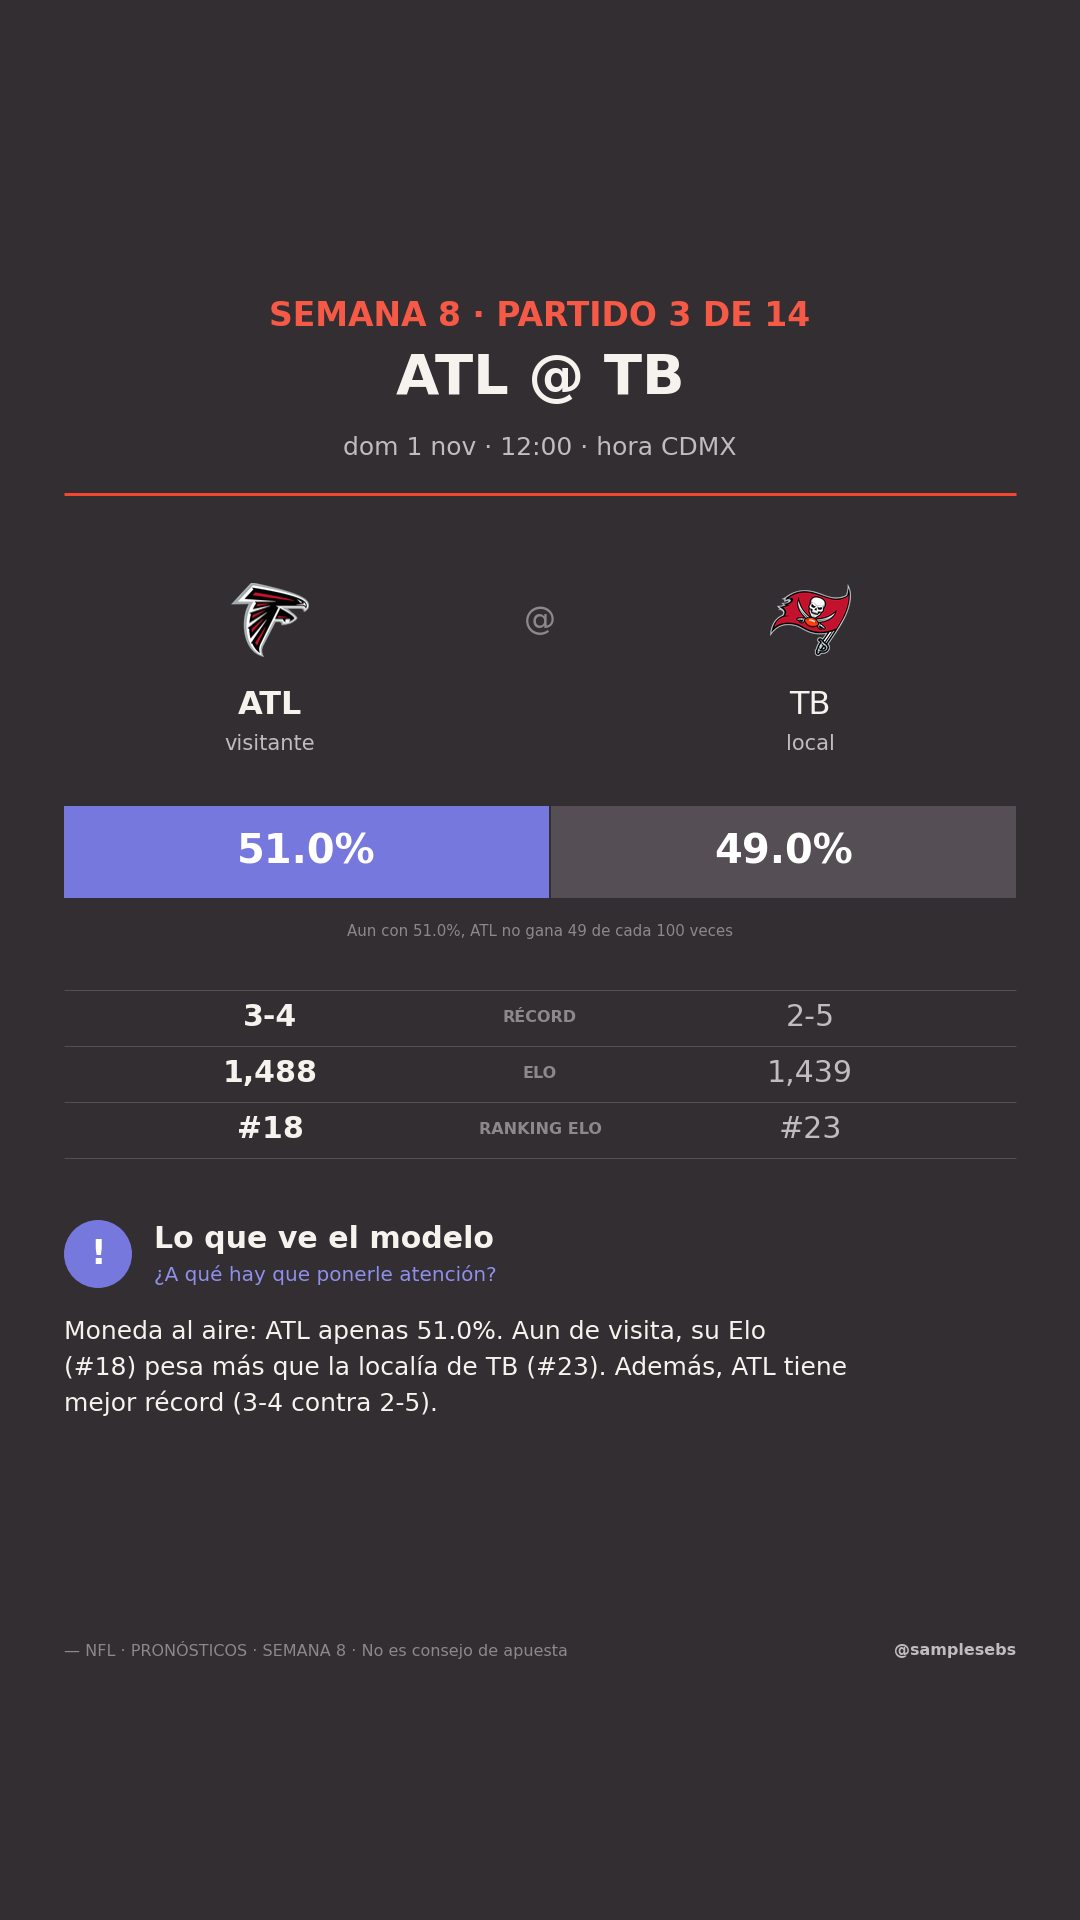 SEMANA 8 · PARTIDO 3 DE 14
ATL @ TB
dom 1 nov · 12:00 · hora CDMX
@
ATL
TB
visitante
local
51.0%
49.0%
Aun con 51.0%, ATL no gana 49 de cada 100 veces
3-4 RÉCORD 2-5
1,488 ELO 1,439
#18 RANKING ELO #23
!
Lo que ve el modelo
¿A qué hay que ponerle atención?
Moneda al aire: ATL apenas 51.0%. Aun de visita, su Elo
(#18) pesa más que la localía de TB (#23). Además, ATL tiene
mejor récord (3-4 contra 2-5).
— NFL · PRONÓSTICOS · SEMANA 8 · No es consejo de apuesta
@samplesebs